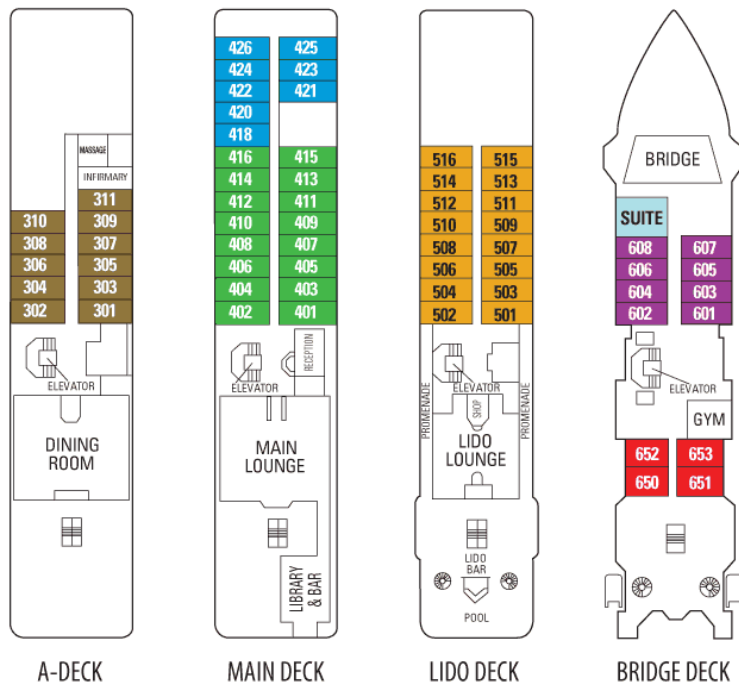 MASSAGE
INFIRMARY
311
310 309
308 307
306 305
304 303
302 301
ELEVATOR
DINING
ROOM
A-DECK
426 425
424 423
422 421
420
418
416 415
414 413
412 411
410 409
408 407
406 405
404 403
402 401
RECEPTION
ELEVATOR
MAIN
LOUNGE
LIBRARY
& BAR
MAIN DECK
516 515
514 513
512 511
510 509
508 507
506 505
504 503
502 501
PROMENADE
ELEVATOR
SHOP
PROMENADE
LIDO
LOUNGE
LIDO
BAR
POOL
LIDO DECK
BRIDGE
SUITE
608 607
606 605
604 603
602 601
ELEVATOR
GYM
652 653
650 651
BRIDGE DECK